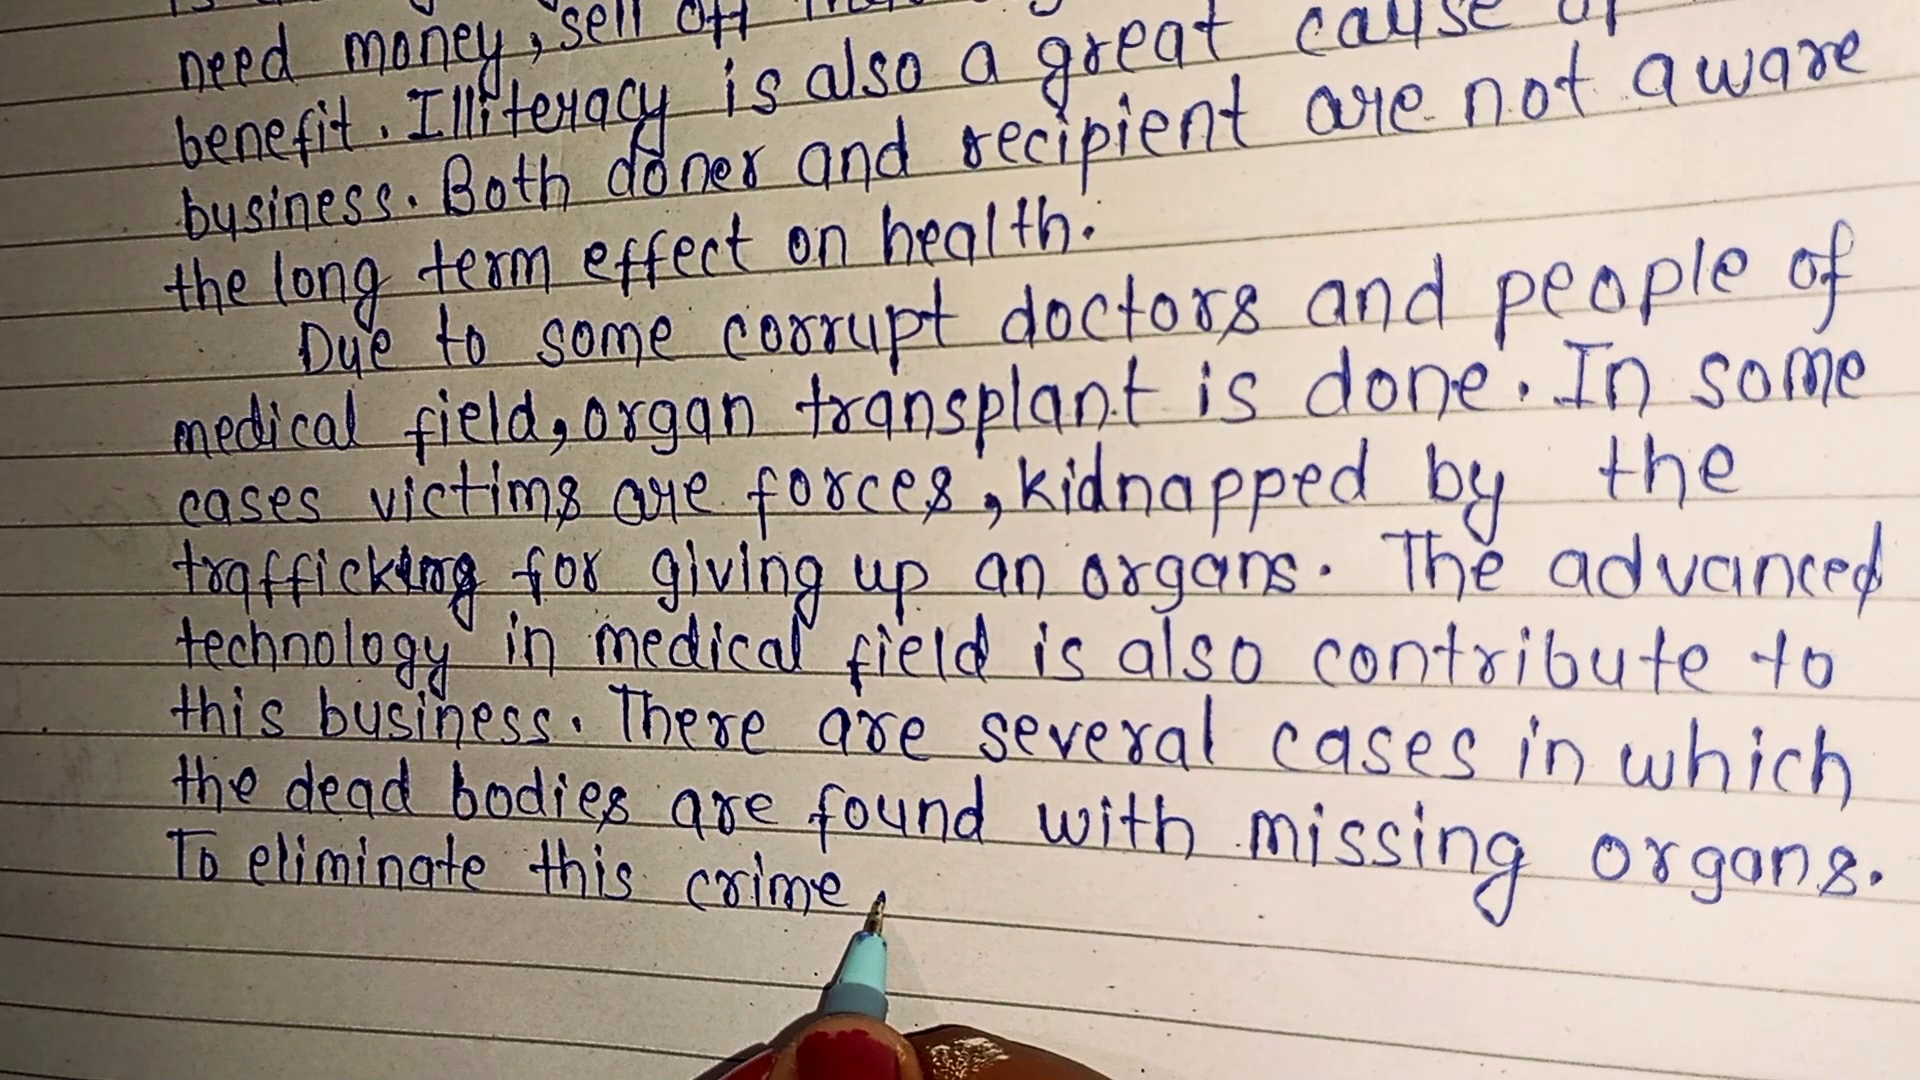 need money, sell off
benefit. Illiteracy is also a great cause of
business. Both doner and recipient are not aware
the long term effect on health.
Due to some corrupt doctors and people of
medical field, organ transplant is done. In some
cases victims are forces, kidnapped by the
trafficking for giving up an organs. The advanced
technology in medical field is also contribute to
this business. There are several cases in which
the dead bodies are found with missing organs.
To eliminate this crime,